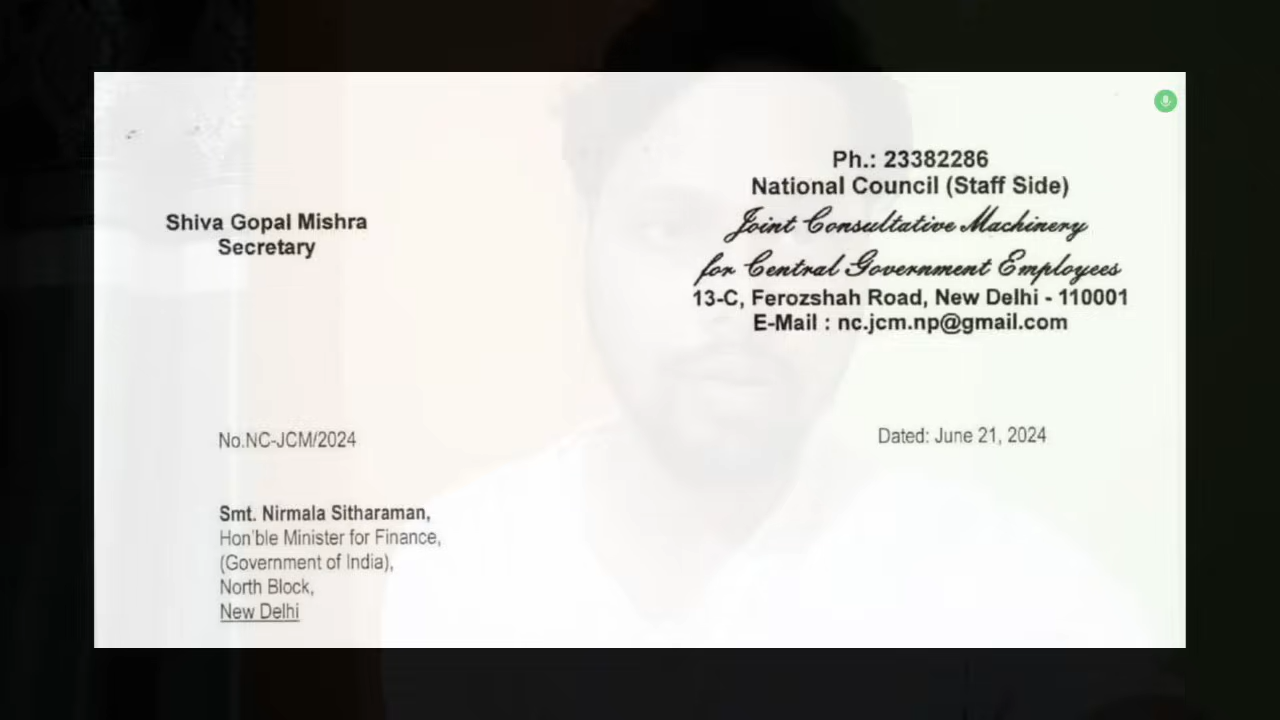 Ph.: 23382286
National Council (Staff Side)
Shiva Gopal Mishra
Secretary
Joint Consultative Machinery
for Central Government Employees
13-C, Ferozshah Road, New Delhi - 110001
E-Mail : nc.jcm.np@gmail.com
No.NC-JCM/2024
Dated: June 21, 2024
Smt. Nirmala Sitharaman,
Hon'ble Minister for Finance,
(Government of India),
North Block,
New Delhi